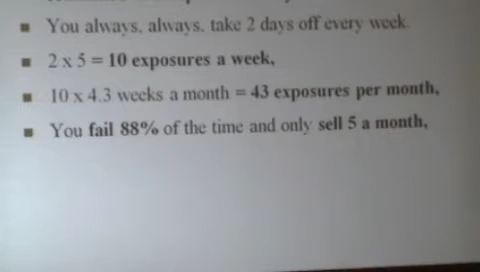 You always, always. take 2 days off every week.
2 x 5 = 10 exposures a week,
10 x 4.3 weeks a month = 43 exposures per month,
You fail 88% of the time and only sell 5 a month,